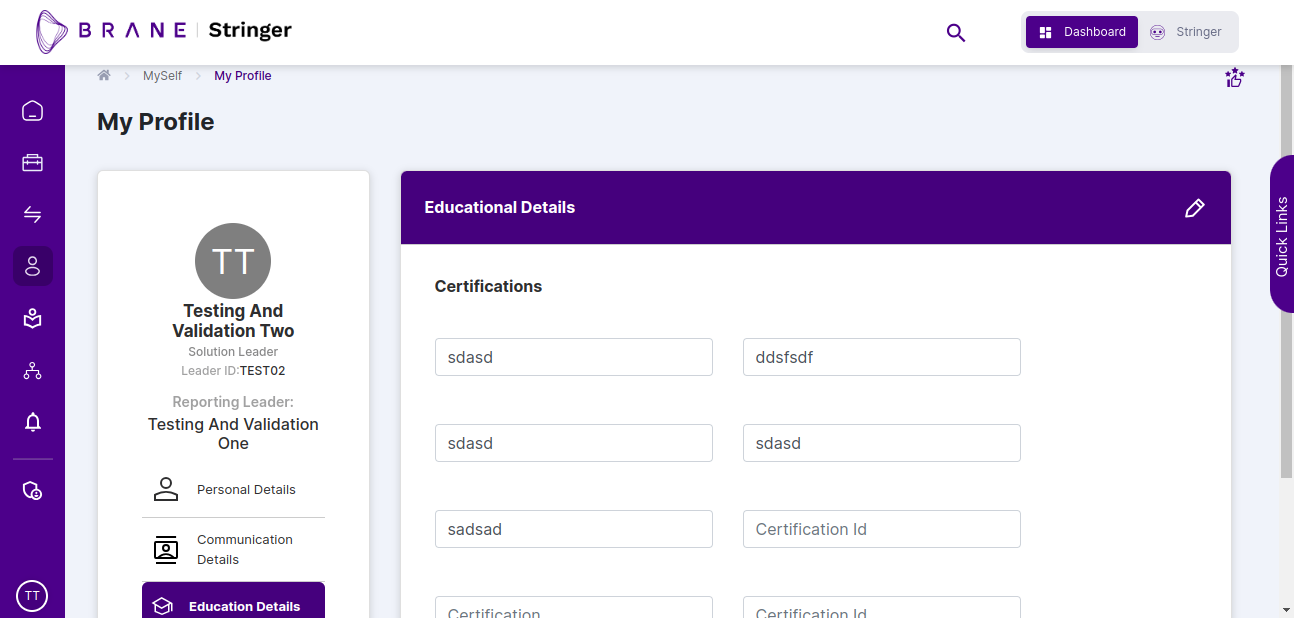 BRANE | Stringer
Dashboard
Stringer
MySelf
My Profile
My Profile
Quick Links
TT
Testing And
Validation Two
Solution Leader
Leader ID:TEST02
Reporting Leader:
Testing And Validation
One
Personal Details
Communication
Details
Education Details
TT
Educational Details
Certifications
sdasd
ddsfsdf
sdasd
sdasd
sadsad
Certification Id
Certification
Certification Id